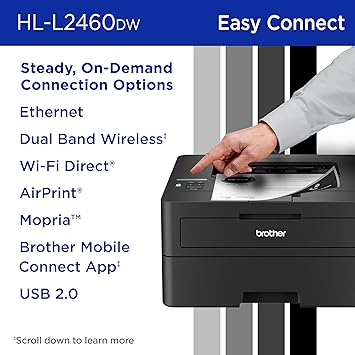 HL-L2460DW
Easy Connect
Steady, On-Demand
Connection Options
Ethernet
Dual Band Wireless‡
Wi-Fi Direct®
AirPrint®
Mopria™
Brother Mobile
Connect App‡
USB 2.0
brother
‡Scroll down to learn more